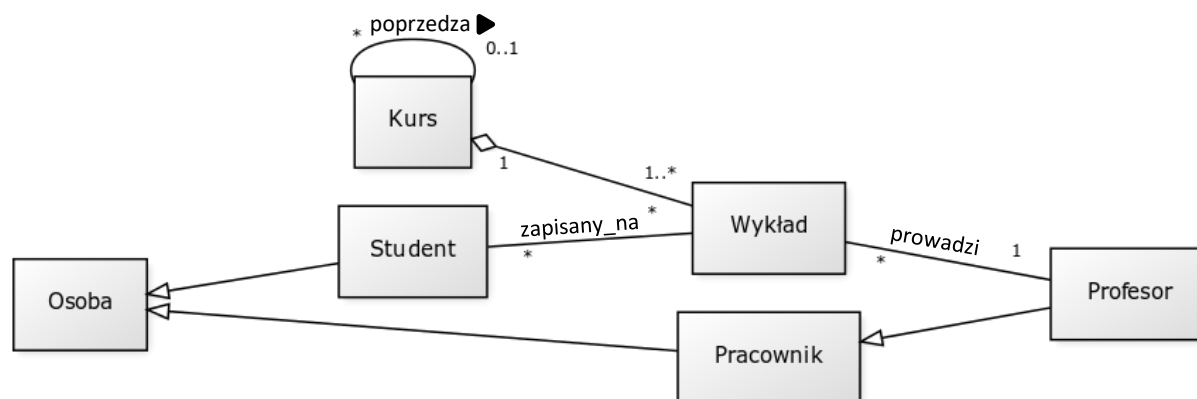 * poprzedza ▶
0..1
Kurs
1
1..*
*
zapisany_na
*
Student
Wykład
prowadzi
*
1
Profesor
Osoba
Pracownik